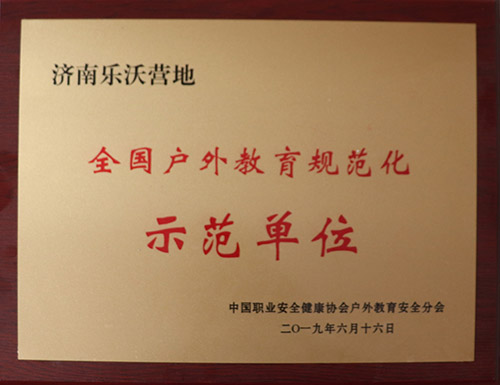 济南乐沃营地
全国户外教育规范化
示范单位
中国职业安全健康协会户外教育安全分会
二〇一九年六月十六日